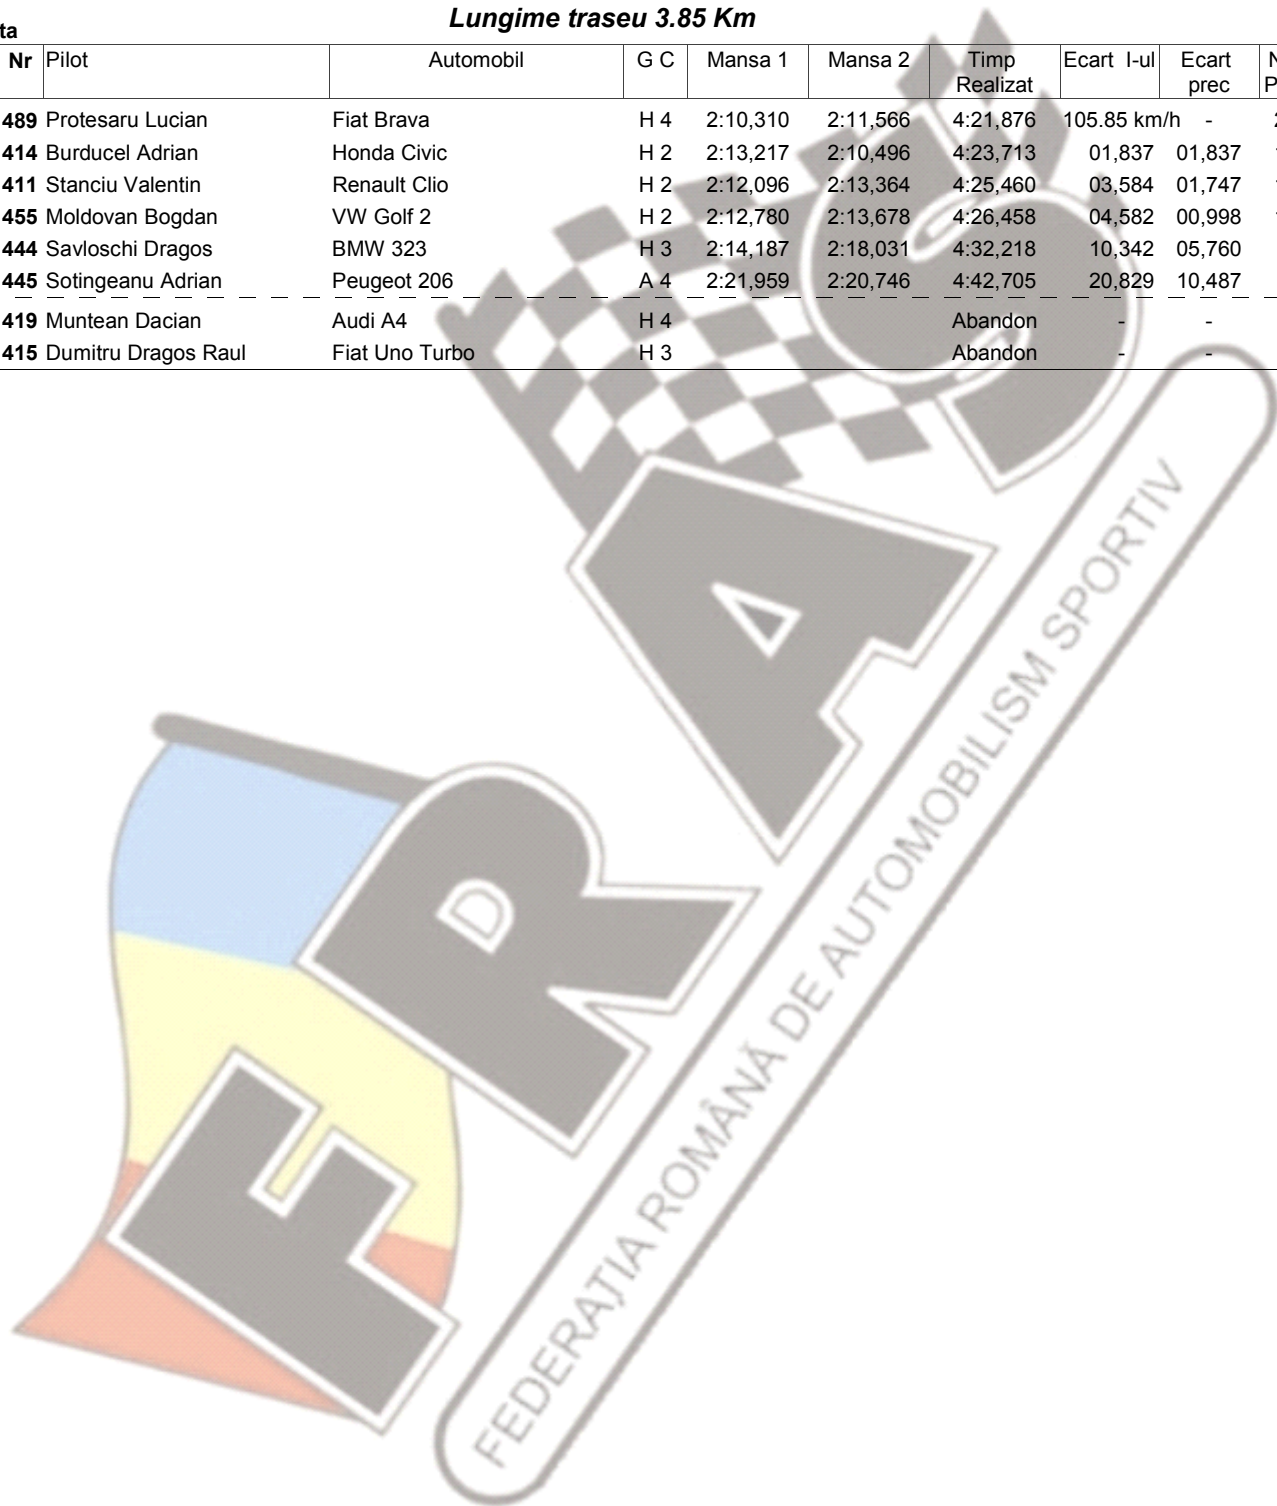 Lungime traseu 3.85 Km
ta
Nr Pilot Automobil G C Mansa 1 Mansa 2 Timp Realizat Ecart I-ul Ecart prec
489 Protesaru Lucian Fiat Brava H 4 2:10,310 2:11,566 4:21,876 105.85 km/h -
414 Burducel Adrian Honda Civic H 2 2:13,217 2:10,496 4:23,713 01,837 01,837
411 Stanciu Valentin Renault Clio H 2 2:12,096 2:13,364 4:25,460 03,584 01,747
455 Moldovan Bogdan VW Golf 2 H 2 2:12,780 2:13,678 4:26,458 04,582 00,998
444 Savloschi Dragos BMW 323 H 3 2:14,187 2:18,031 4:32,218 10,342 05,760
445 Sotingeanu Adrian Peugeot 206 A 4 2:21,959 2:20,746 4:42,705 20,829 10,487
419 Muntean Dacian Audi A4 H 4 Abandon - -
415 Dumitru Dragos Raul Fiat Uno Turbo H 3 Abandon - -
FRAS
FEDERAȚIA ROMÂNĂ DE AUTOMOBILISM SPORTIV